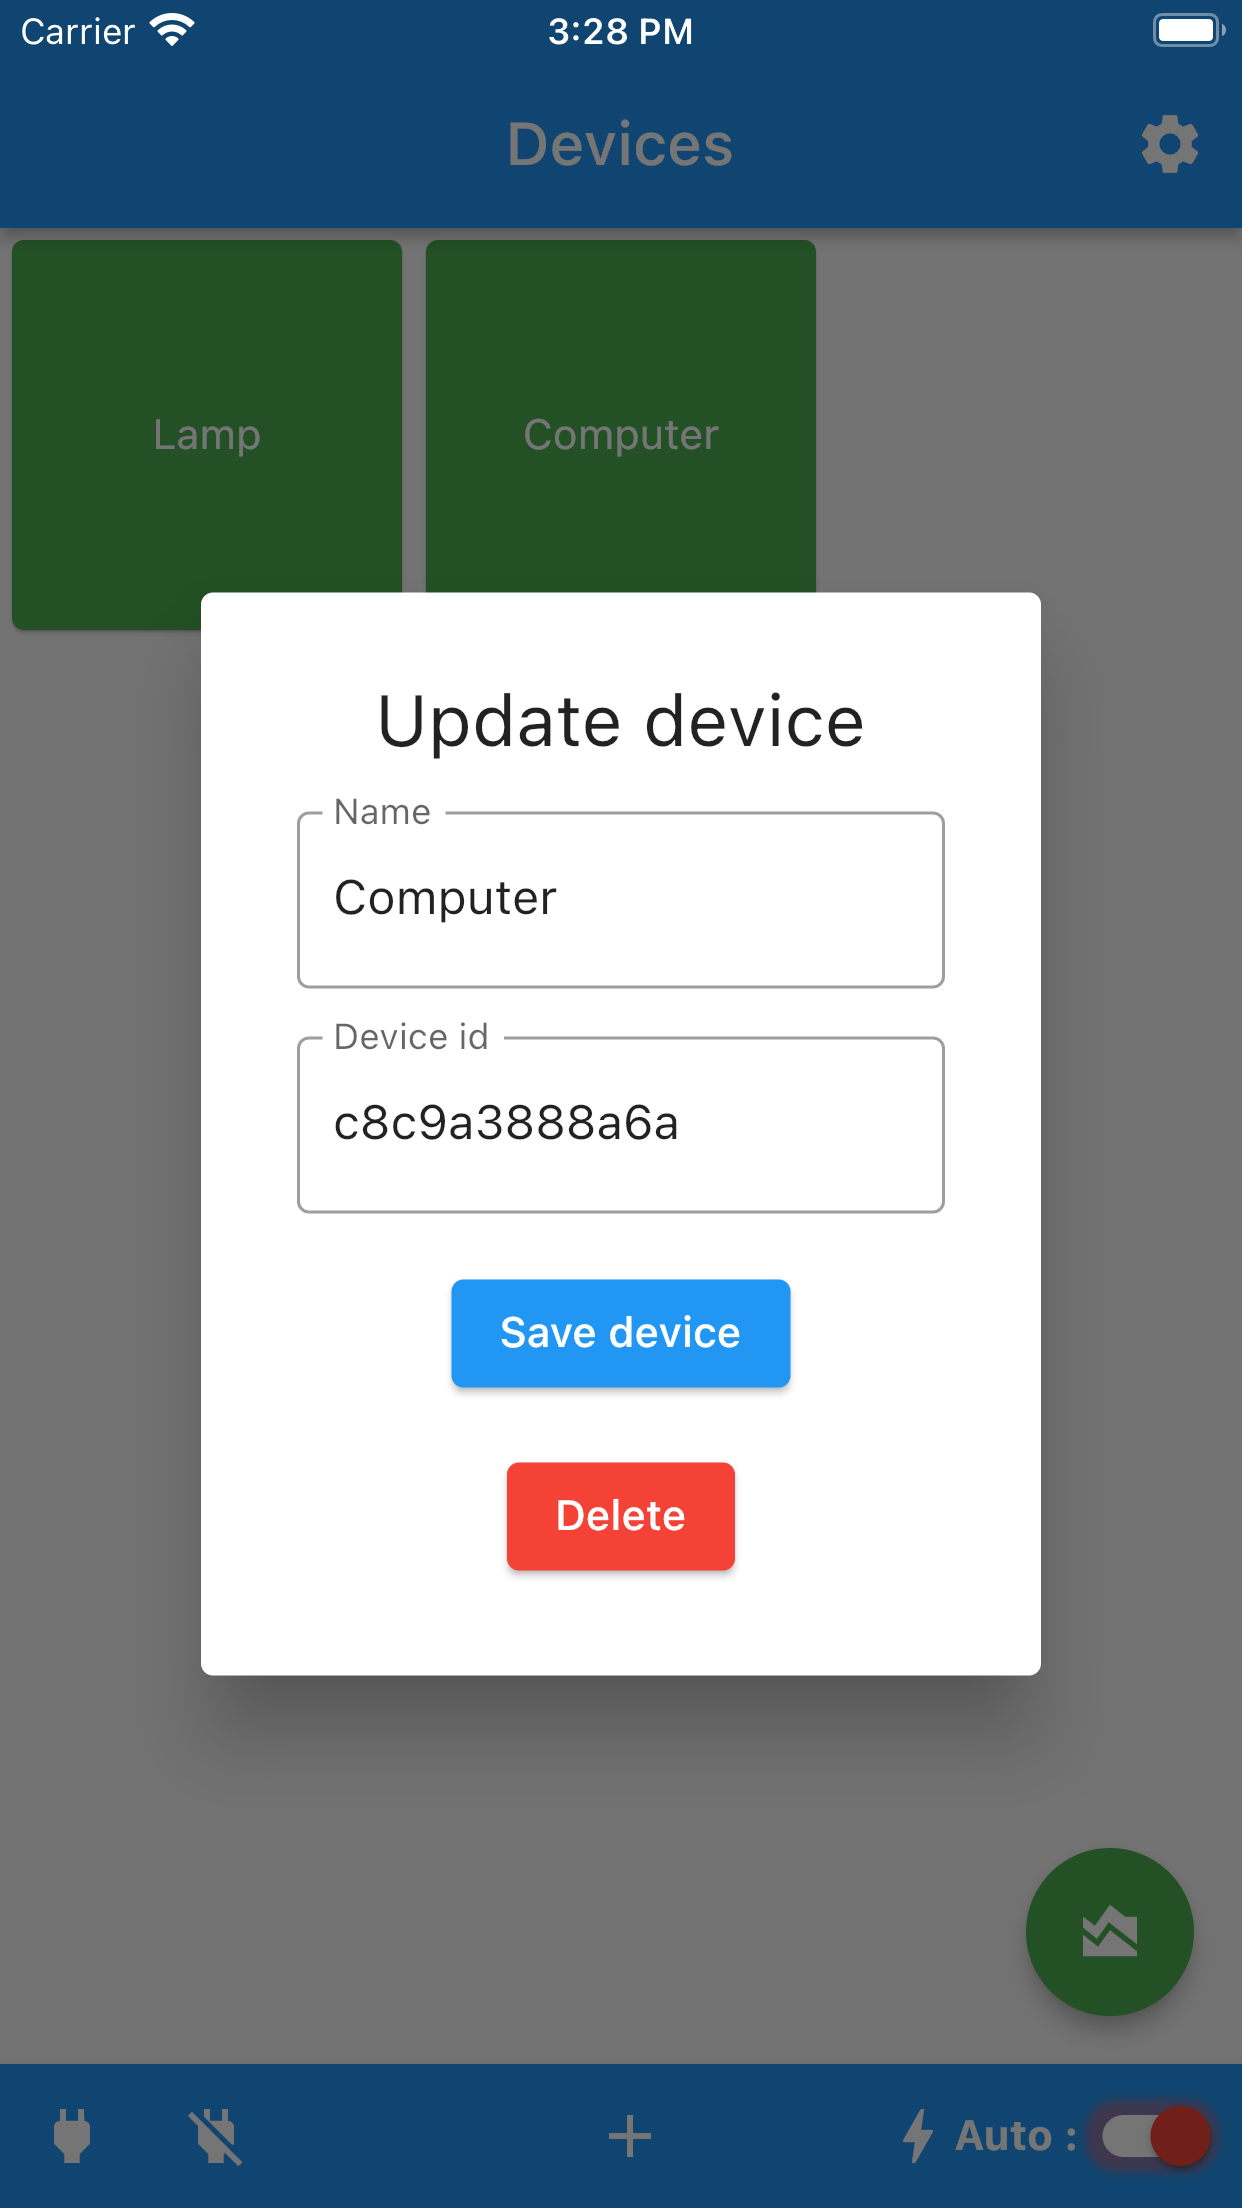 Carrier 3:28 PM
Devices
Lamp Computer
Update device
Name
Computer
Device id
c8c9a3888a6a
Save device
Delete
Auto :